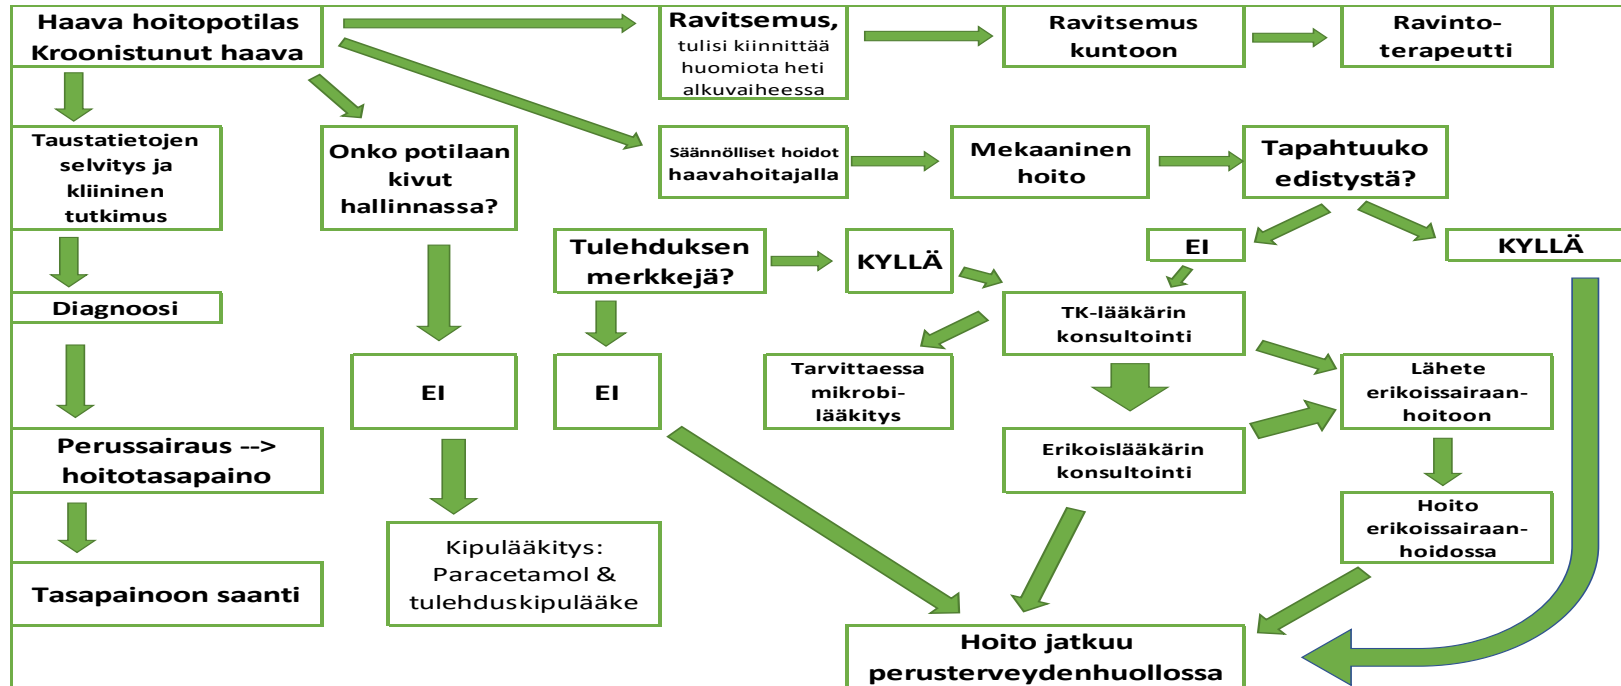 Haava hoitopotilas
Kroonistunut haava
Ravitsemus,
tulisi kiinnittää
huomiota heti
alkuvaiheessa
Ravitsemus
kuntoon
Ravinto-
terapeutti
Taustatietojen
selvitys ja
kliininen
tutkimus
Onko potilaan
kivut
hallinnassa?
Säännölliset hoidot
haavahoitajalla
Mekaaninen
hoito
Tapahtuuko
edistystä?
Tulehduksen
merkkejä?
KYLLÄ
EI
KYLLÄ
Diagnoosi
TK-lääkärin
konsultointi
EI
EI
Tarvittaessa
mikrobi-
lääkitys
Lähete
erikoissairaan-
hoitoon
Perussairaus -->
hoitotasapaino
Erikoislääkärin
konsultointi
Kipulääkitys:
Paracetamol &
tulehduskipulääke
Hoito
erikoissairaan-
hoidossa
Tasapainoon saanti
Hoito jatkuu
perusterveydenhuollossa